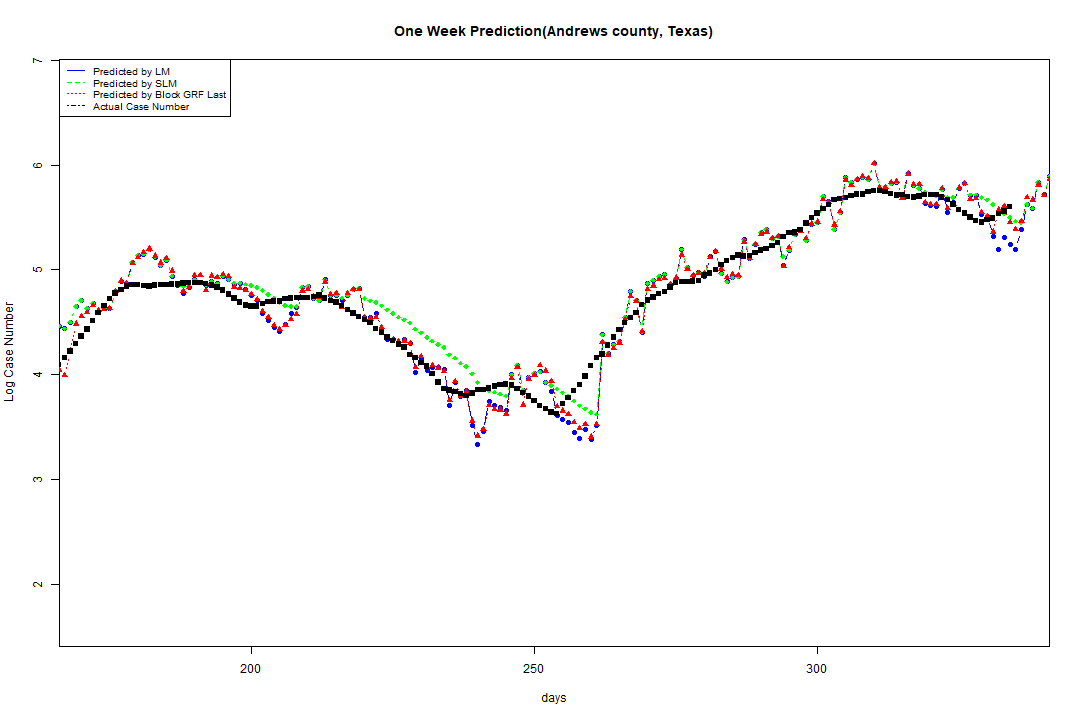 One Week Prediction(Andrews county, Texas)
Predicted by LM
Predicted by SLM
Predicted by Block GRF Last
Actual Case Number
7
6
5
4
3
2
Log Case Number
200 250 300
days